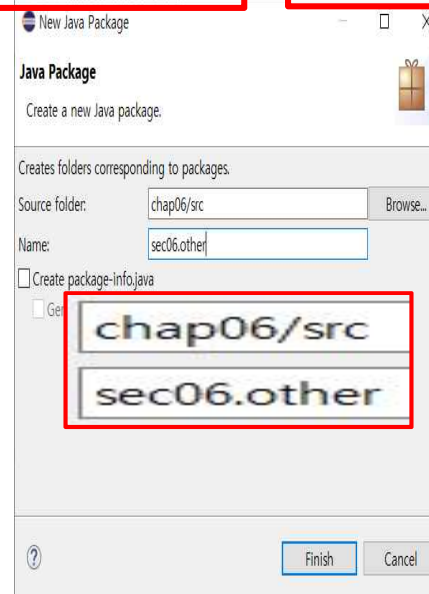 New Java Package
Java Package
Create a new Java package.
Creates folders corresponding to packages.
Source folder:
chap06/src
Browse...
Name:
sec06.other
Create package-info.java
Ge
chap06/src
sec06.other
Finish
Cancel